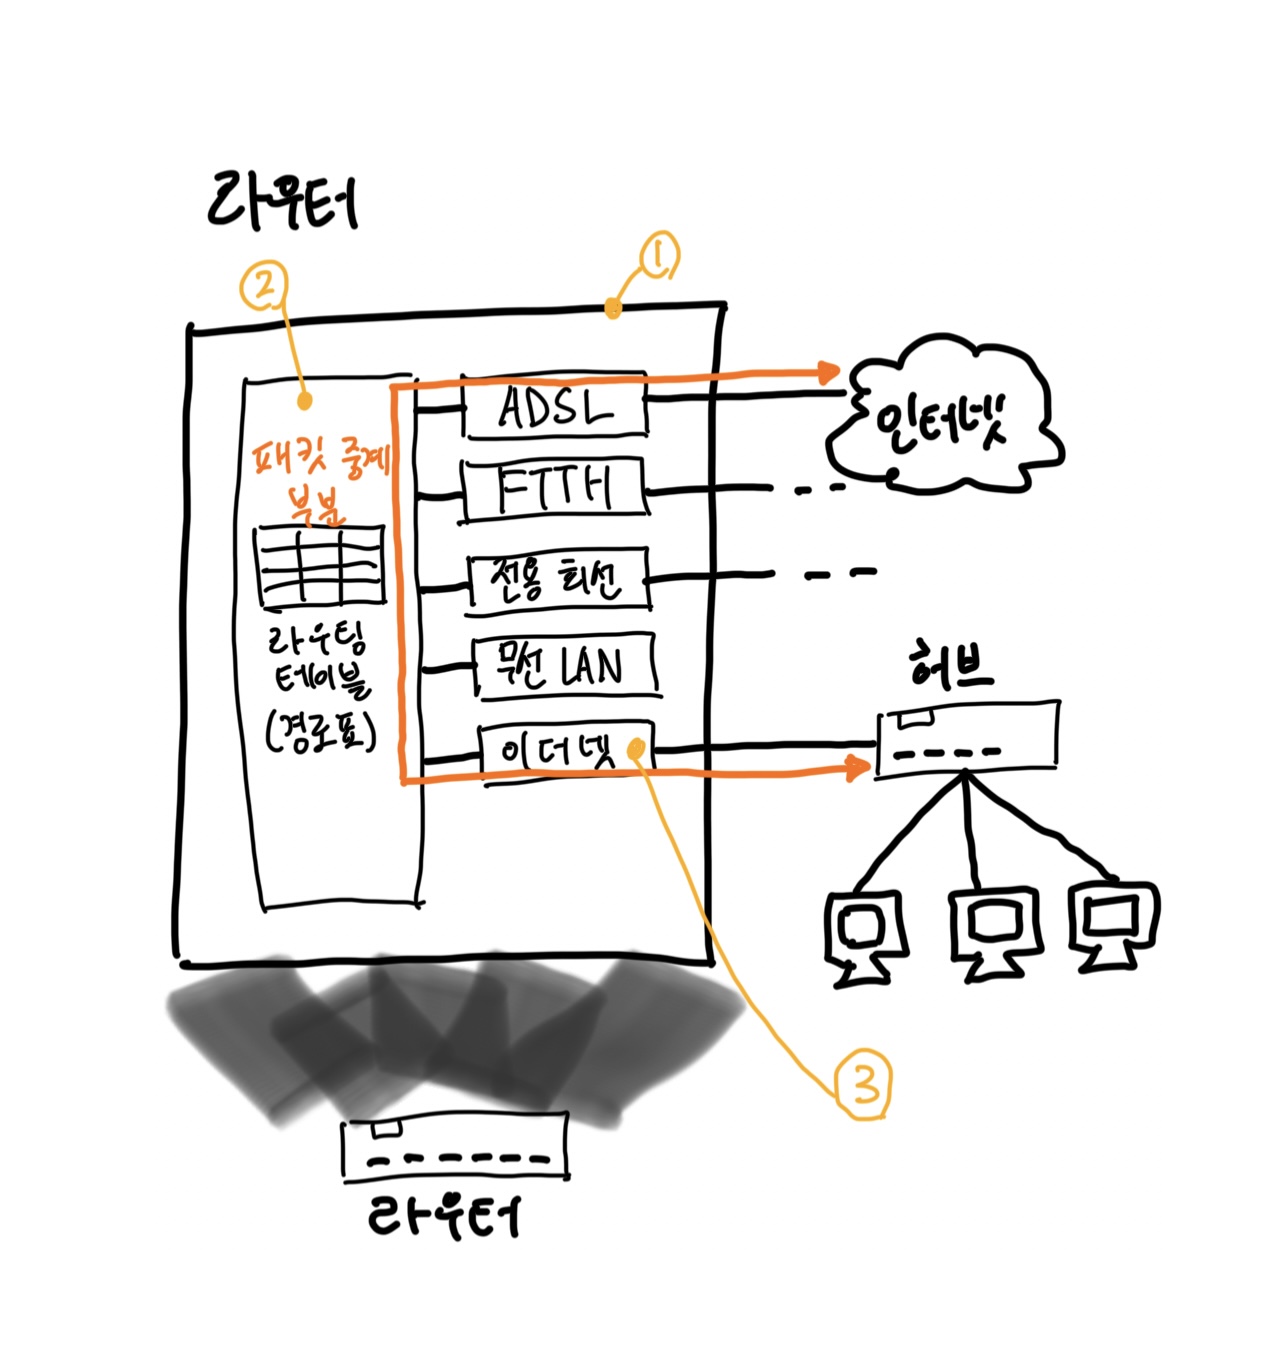 라우터
①
②
패킷 중계
부분
라우팅
테이블
(경로표)
ADSL
FTTH
전용 회선
무선 LAN
이더넷
인터넷
허브
③
라우터